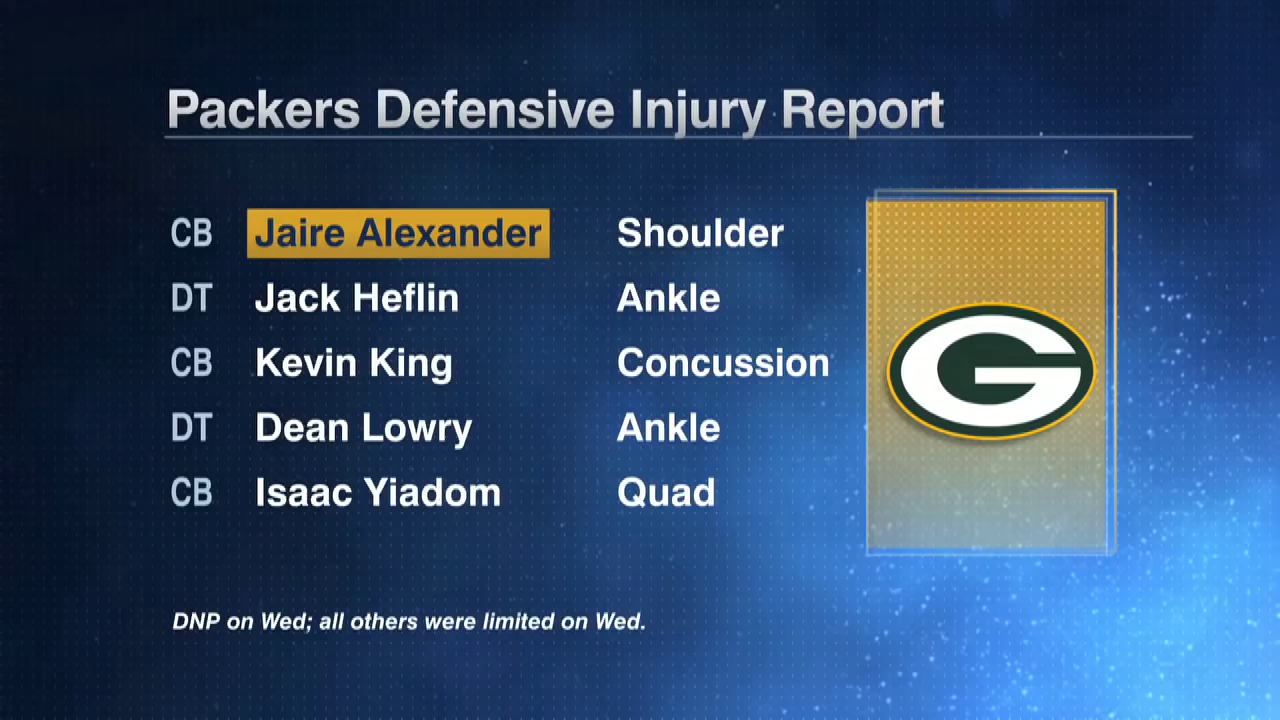 Packers Defensive Injury Report
CB Jaire Alexander Shoulder
DT Jack Heflin Ankle
CB Kevin King Concussion
DT Dean Lowry Ankle
CB Isaac Yiadom Quad
G
DNP on Wed; all others were limited on Wed.